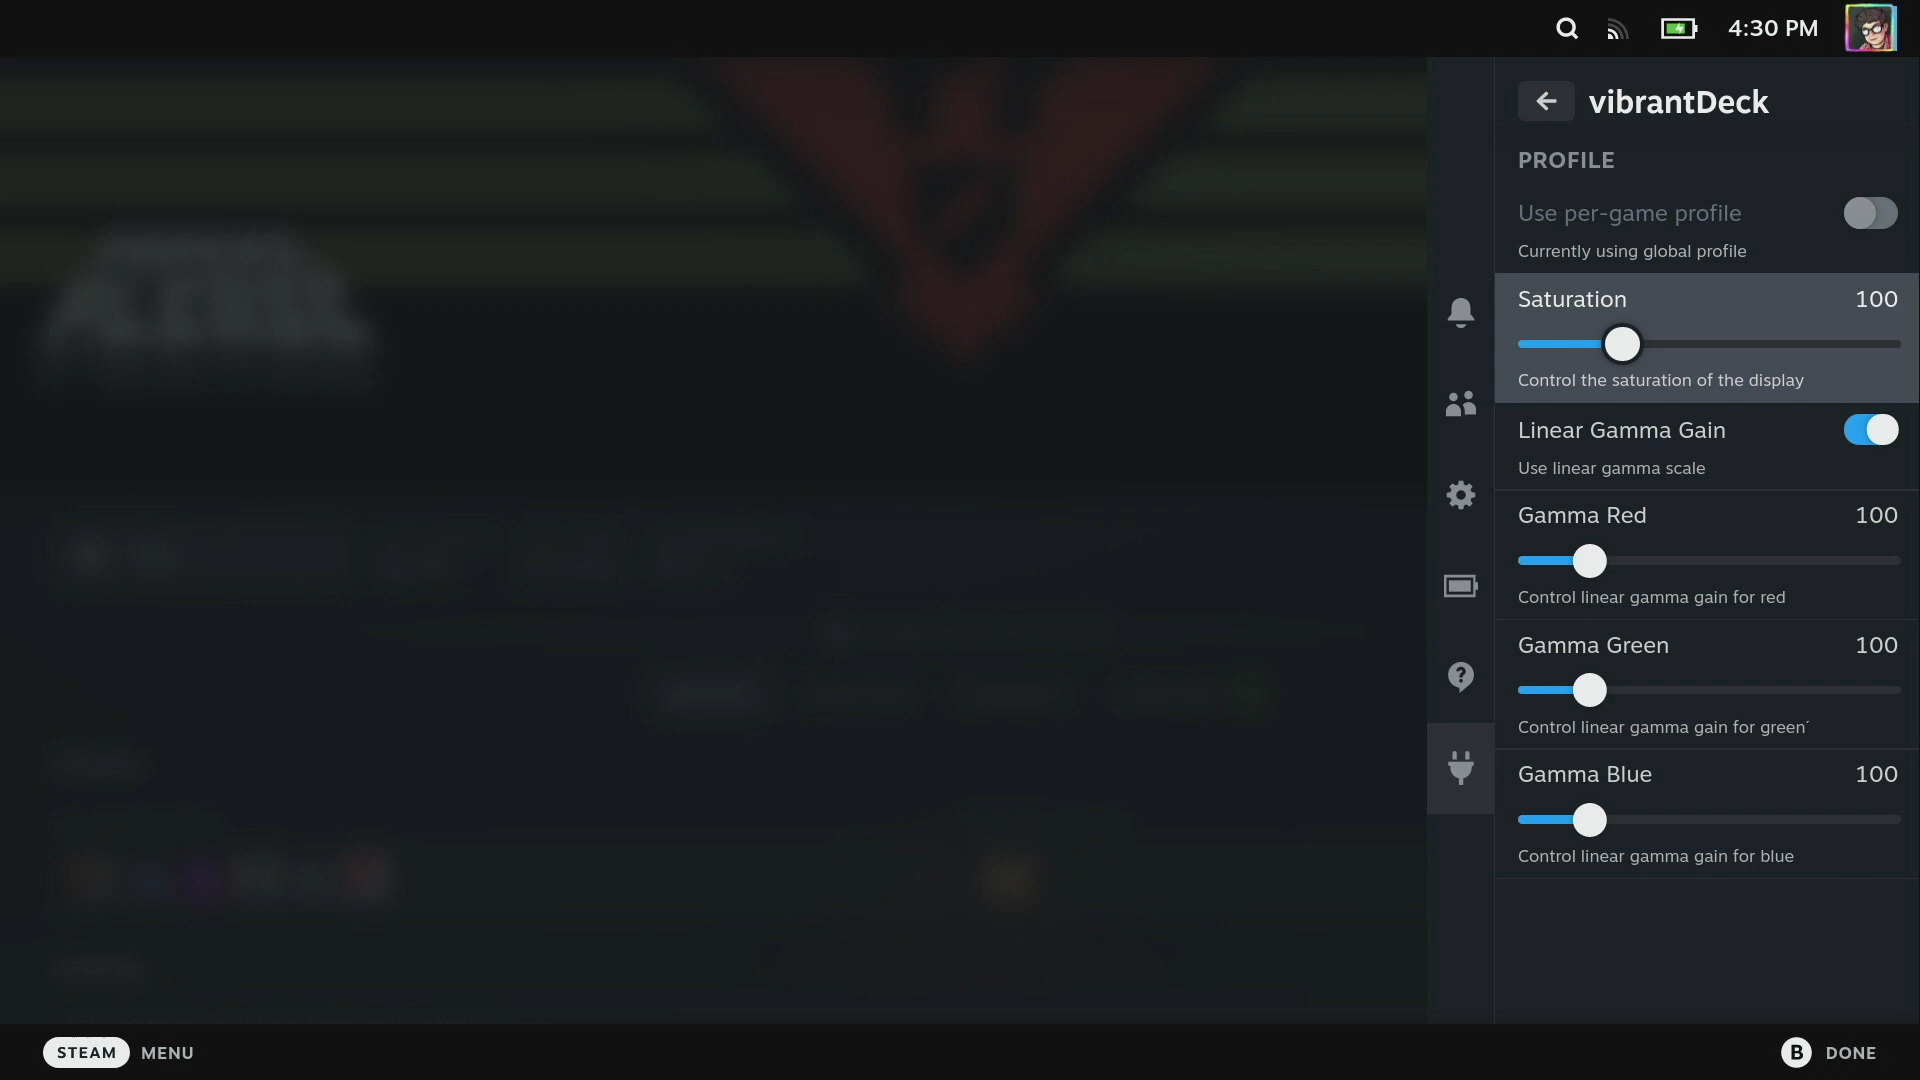 4:30 PM
vibrantDeck
PROFILE
Use per-game profile
Currently using global profile
Saturation 100
Control the saturation of the display
Linear Gamma Gain
Use linear gamma scale
Gamma Red 100
Control linear gamma gain for red
Gamma Green 100
Control linear gamma gain for green´
Gamma Blue 100
Control linear gamma gain for blue
STEAM MENU
B DONE